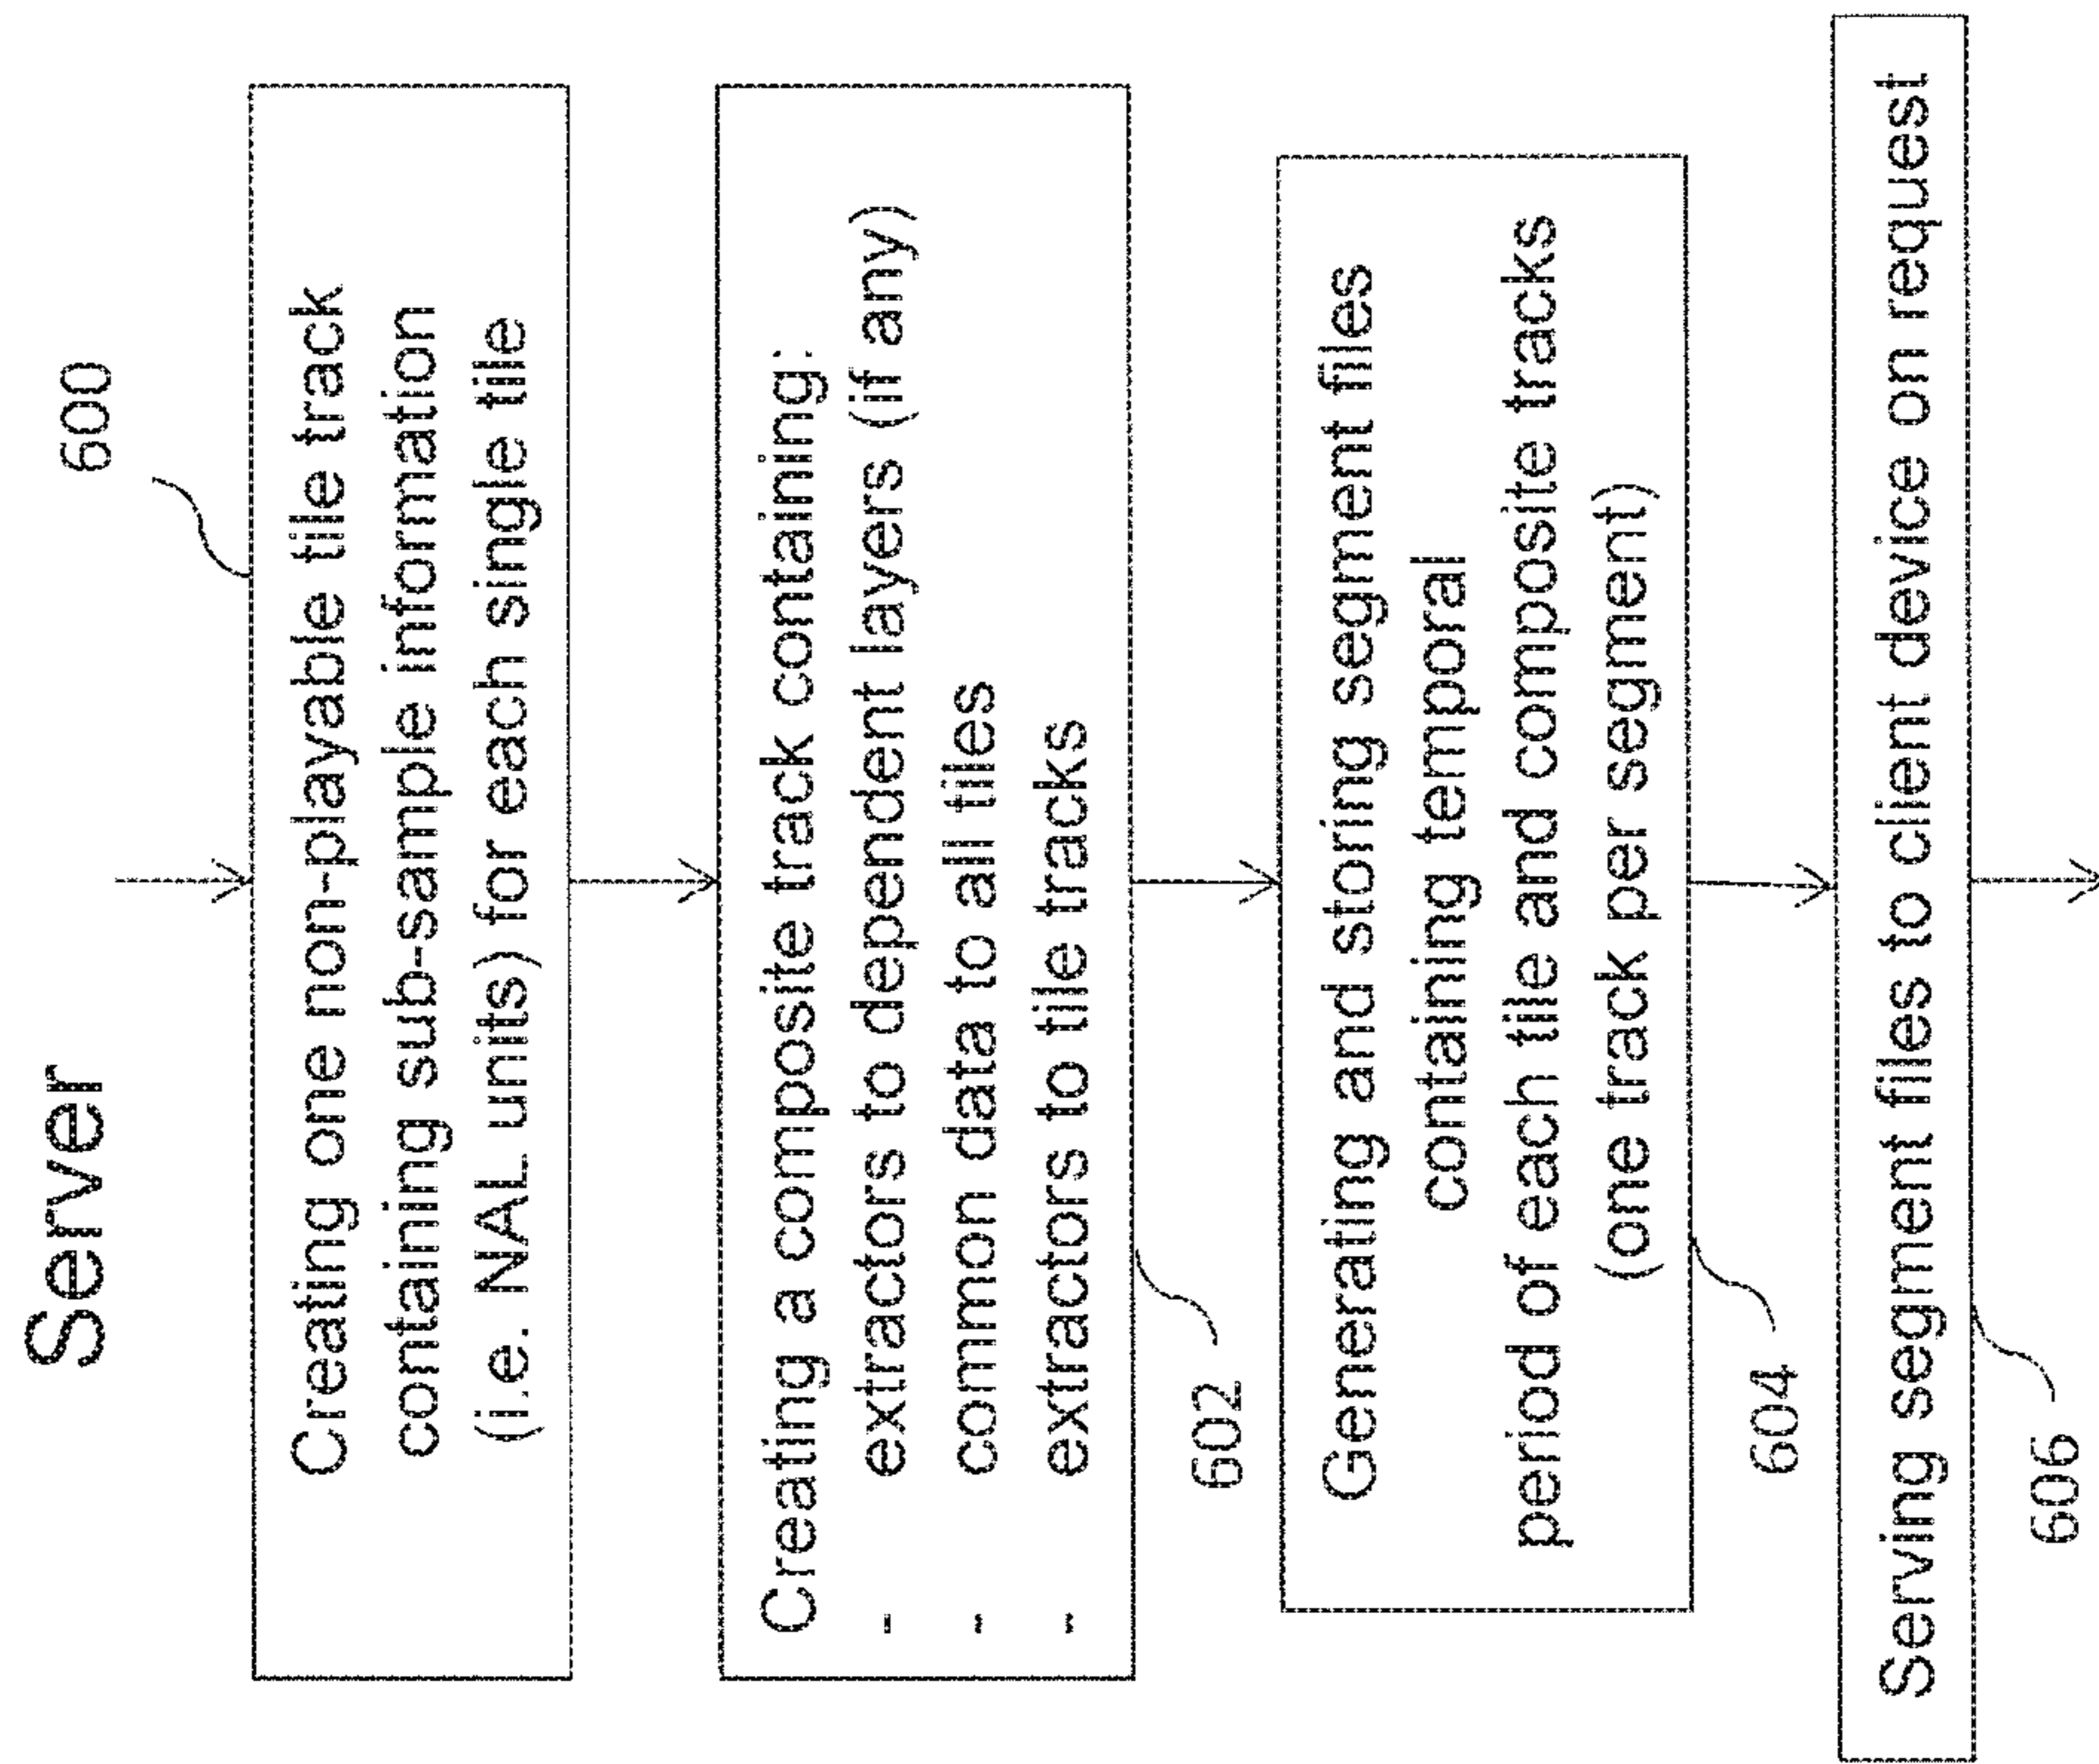 Server
600
Creating one non-playable tile track
containing sub-sample information
(i.e. NAL units) for each single tile
Creating a composite track containing:
- extractors to dependent layers (if any)
- common data to all tiles
- extractors to tile tracks
602
Generating and storing segment files
containing temporal
period of each tile and composite tracks
(one track per segment)
604
Serving segment files to client device on request
606